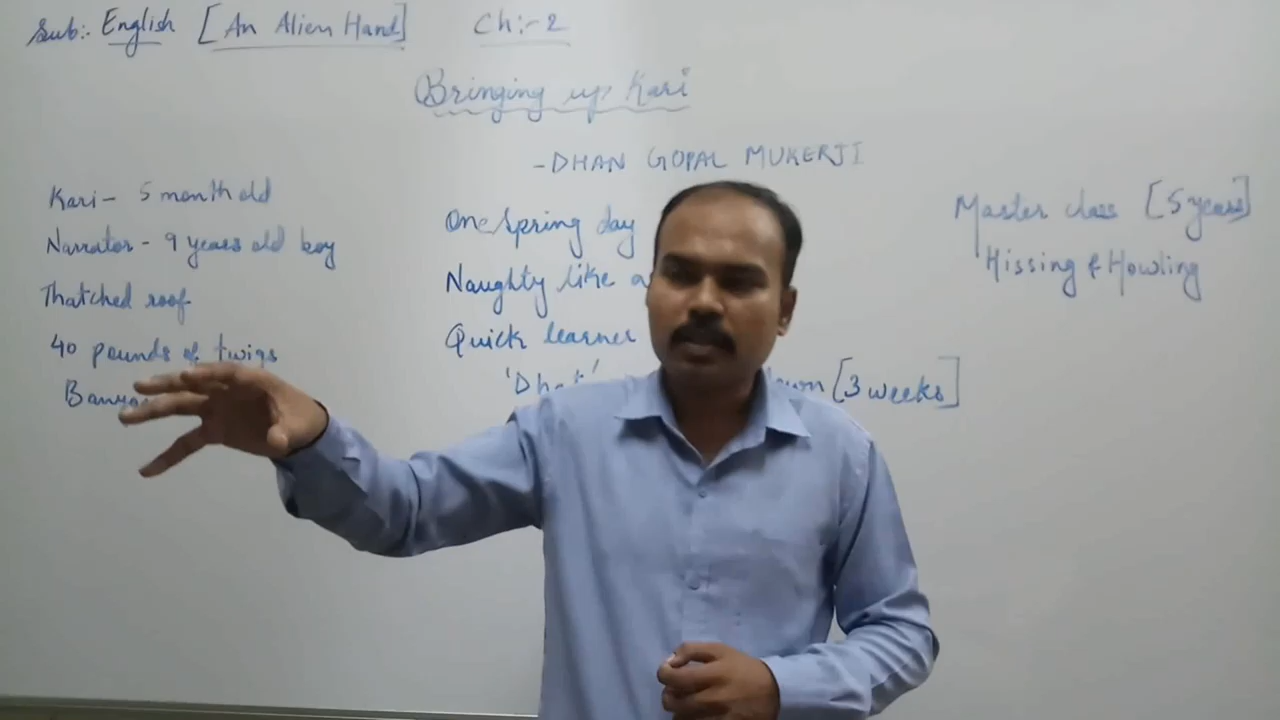 Sub:- English [An Alien Hand] Ch:- 2
Bringing up Kari
- DHAN GOPAL MUKERJI
Kari - 5 month old
Narrator - 9 years old boy
Thatched roof
40 pounds of twigs
One spring day
Naughty like a
Quick learner
'Dhat' [3 weeks]
Master class [5 years]
Hissing & Howling